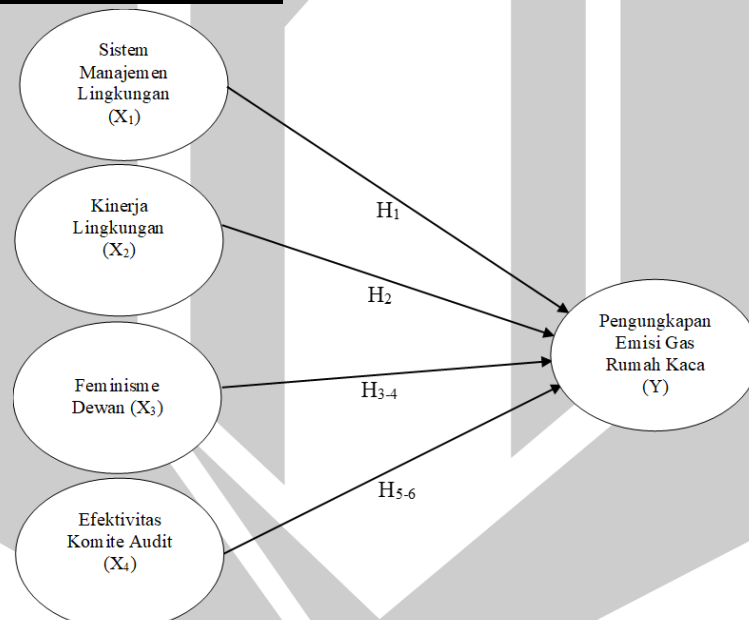 Sistem
Manajemen
Lingkungan
(X₁)
H₁
Kinerja
Lingkungan
(X₂)
H₂
Pengungkapan
Emisi Gas
Rumah Kaca
(Y)
Feminisme
Dewan (X₃)
H₃₋₄
Efektivitas
Komite Audit
(X₄)
H₅₋₆